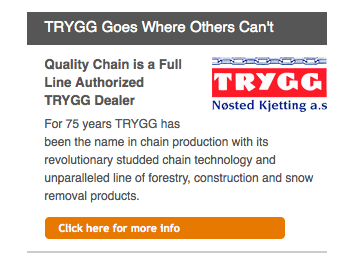 TRYGG Goes Where Others Can't
Quality Chain is a Full
Line Authorized
TRYGG Dealer
TRYGG
Nøsted Kjetting a.s
For 75 years TRYGG has
been the name in chain production with its
revolutionary studded chain technology and
unparalleled line of forestry, construction and snow
removal products.
Click here for more info